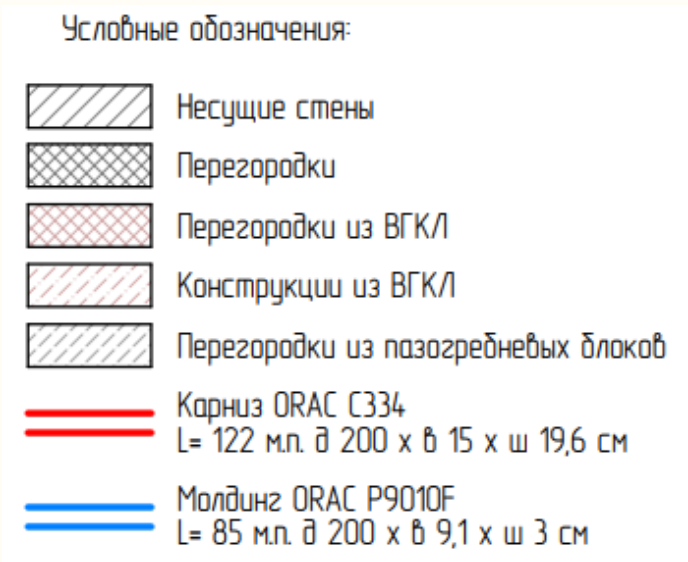 Условные обозначения:
Несущие стены
Перегородки
Перегородки из ВГКЛ
Конструкции из ВГКЛ
Перегородки из пазогребневых блоков
Карниз ORAC C334
L= 122 м.п. д 200 х в 15 х ш 19,6 см
Молдинг ORAC P9010F
L= 85 м.п. д 200 х в 9,1 х ш 3 см